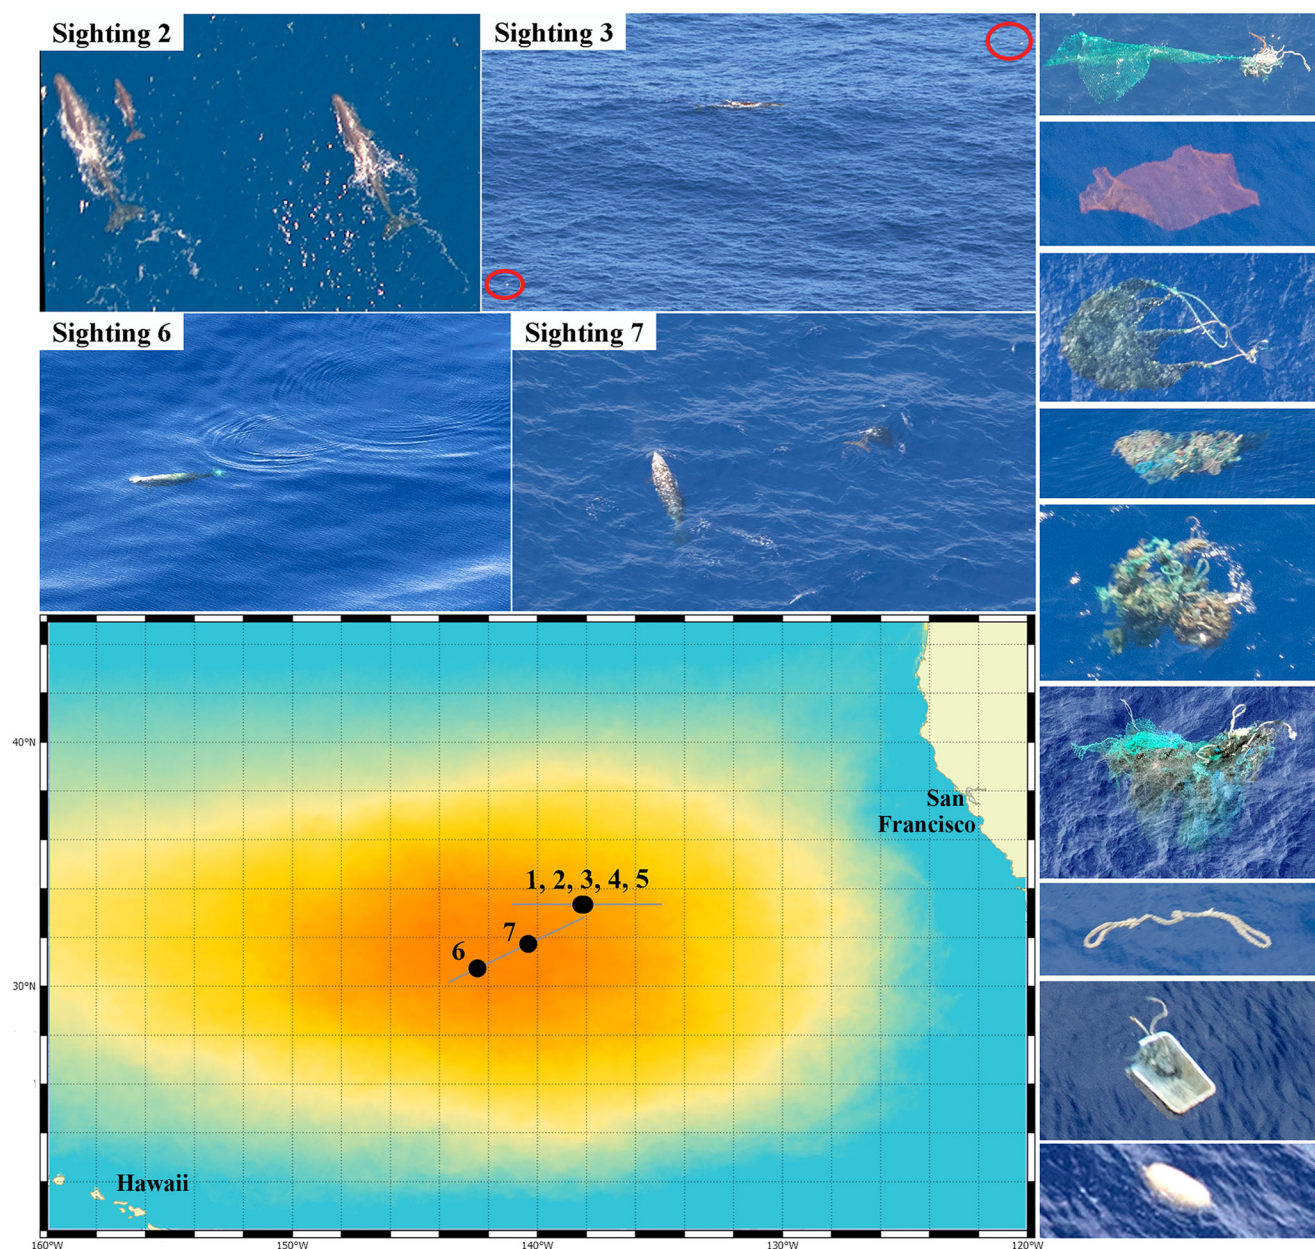 Sighting 2
Sighting 3
Sighting 6
Sighting 7
40°N
San
Francisco
1, 2, 3, 4, 5
7
6
30°N
Hawaii
160°W
150°W
140°W
130°W
120°W